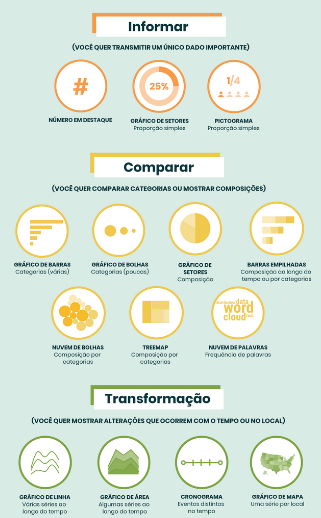 Informar
(VOCÊ QUER TRANSMITIR UM ÚNICO DADO IMPORTANTE)
#
25%
1/4
NÚMERO EM DESTAQUE
GRÁFICO DE SETORES
Proporção simples
PICTOGRAMA
Proporção simples
Comparar
(VOCÊ QUER COMPARAR CATEGORIAS OU MOSTRAR COMPOSIÇÕES)
GRÁFICO DE BARRAS
Categorias (várias)
GRÁFICO DE BOLHAS
Categorias (poucas)
GRÁFICO DE
SETORES
Composição
BARRAS EMPILHADAS
Composição ao longo do
tempo ou por categorias
data
word
cloud
NUVEM DE BOLHAS
Composição por
categorias
TREEMAP
Composição por
categorias
NUVEM DE PALAVRAS
Frequência de palavras
Transformação
(VOCÊ QUER MOSTRAR ALTERAÇÕES QUE OCORREM COM O TEMPO OU NO LOCAL)
GRÁFICO DE LINHA
Várias séries ao
longo do tempo
GRÁFICO DE ÁREA
Algumas séries ao
longo do tempo
CRONOGRAMA
Eventos distintos
no tempo
GRÁFICO DE MAPA
Uma série por local